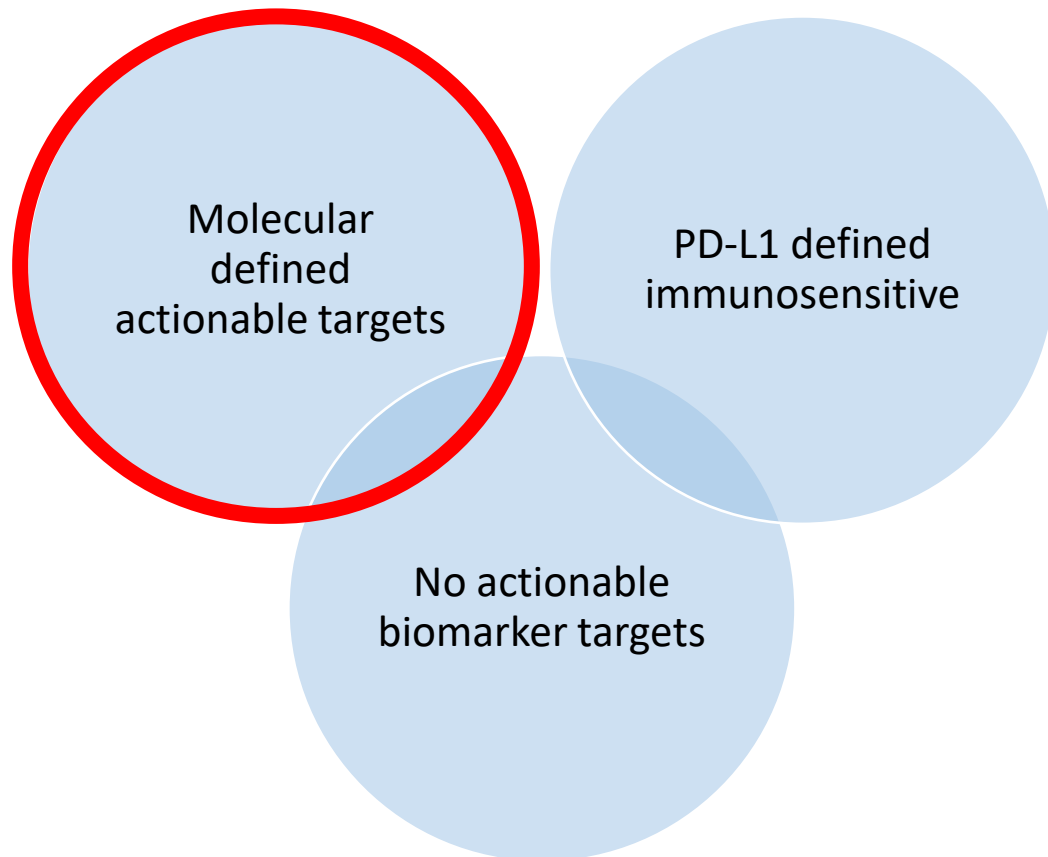 Molecular
defined
actionable targets
PD-L1 defined
immunosensitive
No actionable
biomarker targets